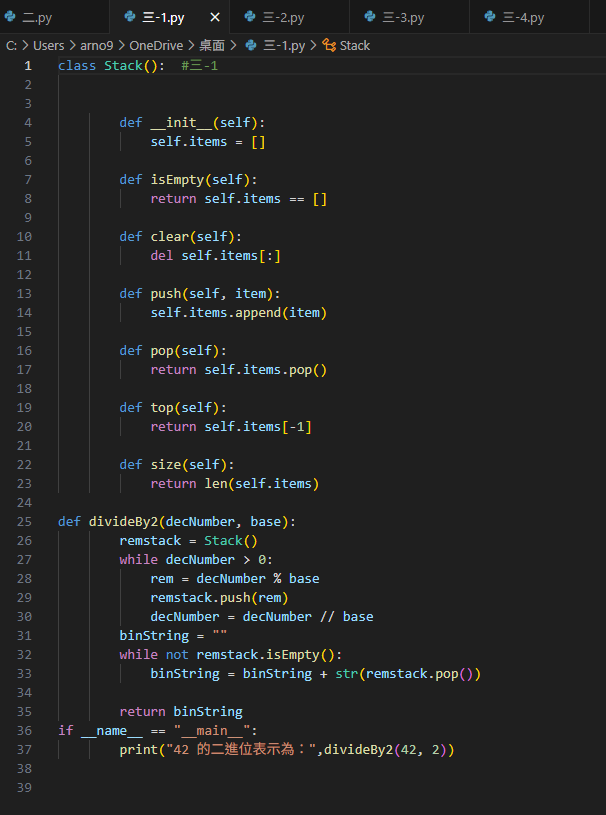 二.py 三-1.py × 三-2.py 三-3.py 三-4.py
C: > Users > arno9 > OneDrive > 桌面 > 三-1.py > Stack
1 class Stack(): #三-1
2
3
4 def __init__(self):
5 self.items = []
6
7 def isEmpty(self):
8 return self.items == []
9
10 def clear(self):
11 del self.items[:]
12
13 def push(self, item):
14 self.items.append(item)
15
16 def pop(self):
17 return self.items.pop()
18
19 def top(self):
20 return self.items[-1]
21
22 def size(self):
23 return len(self.items)
24
25 def divideBy2(decNumber, base):
26 remstack = Stack()
27 while decNumber > 0:
28 rem = decNumber % base
29 remstack.push(rem)
30 decNumber = decNumber // base
31 binString = ""
32 while not remstack.isEmpty():
33 binString = binString + str(remstack.pop())
34
35 return binString
36 if __name__ == "__main__":
37 print("42 的二進位表示為：",divideBy2(42, 2))
38
39